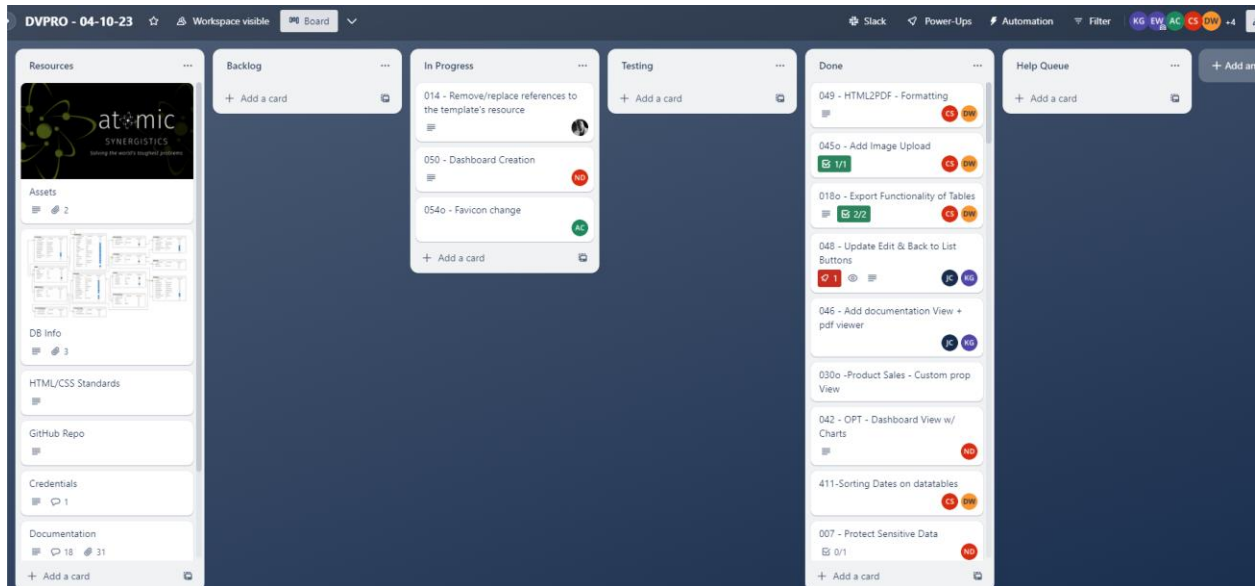 DVPRO - 04-10-23
Workspace visible
Board
Slack
Power-Ups
Automation
Filter
KG EW AC CS DW +4
Resources
atomic
SYNERGISTICS
Solving the world's toughest problems
Assets
2
DB Info
3
HTML/CSS Standards
GitHub Repo
Credentials
1
Documentation
18 31
+ Add a card
Backlog
+ Add a card
In Progress
014 - Remove/replace references to
the template's resource
050 - Dashboard Creation
ND
054o - Favicon change
AC
+ Add a card
Testing
+ Add a card
Done
049 - HTML2PDF - Formatting
CS DW
045o - Add Image Upload
1/1 CS DW
018o - Export Functionality of Tables
2/2 CS DW
048 - Update Edit & Back to List
Buttons
1 JC KG
046 - Add documentation View +
pdf viewer
JC KG
030o -Product Sales - Custom prop
View
042 - OPT - Dashboard View w/
Charts
ND
411-Sorting Dates on datatables
CS DW
007 - Protect Sensitive Data
0/1 ND
+ Add a card
Help Queue
+ Add a card
+ Add an